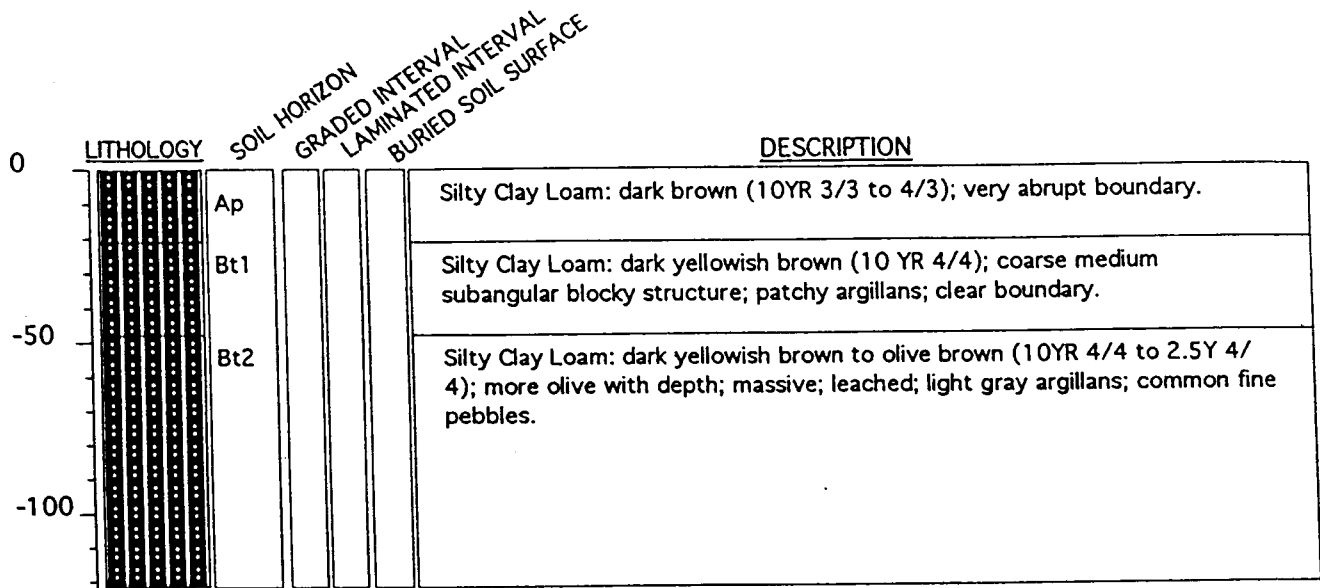 SOIL HORIZON
GRADED INTERVAL
LAMINATED INTERVAL
BURIED SOIL SURFACE
LITHOLOGY
DESCRIPTION
0
Ap
Silty Clay Loam: dark brown (10YR 3/3 to 4/3); very abrupt boundary.
Bt1
Silty Clay Loam: dark yellowish brown (10 YR 4/4); coarse medium
subangular blocky structure; patchy argillans; clear boundary.
-50
Bt2
Silty Clay Loam: dark yellowish brown to olive brown (10YR 4/4 to 2.5Y 4/
4); more olive with depth; massive; leached; light gray argillans; common fine
pebbles.
-100